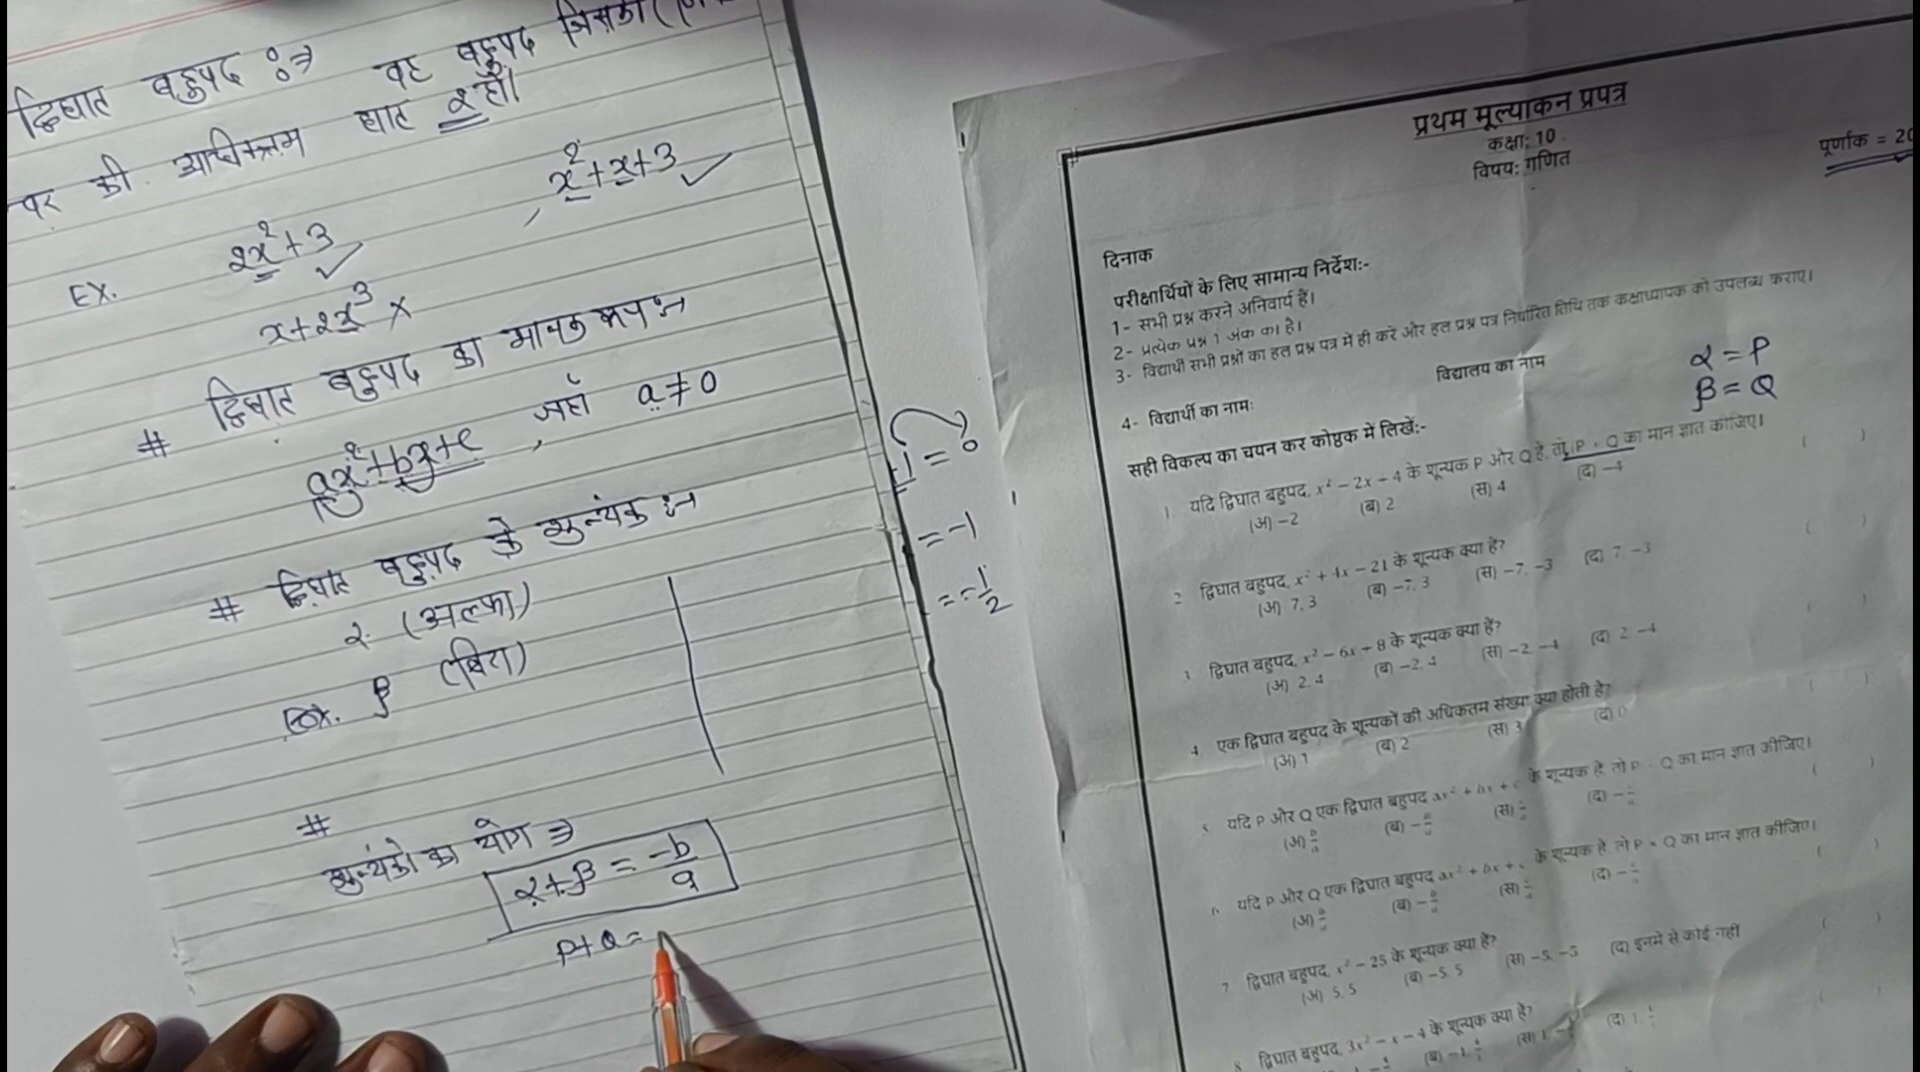 द्विघात बहुपद :⇒ वह बहुपद जिसका
पर की अधिकतम घात 2 हो।
EX. 2x²+3 ✓ , x²+x+3 ✓
x+2x³ ×
# द्विघात बहुपद का मानक रूप :→
ax²+bx+c , जहाँ a≠0
# द्विघात बहुपद के शुन्यंक :→
α (अल्फा)
Ex. β (बिटा)
#
शुन्यंको का योग ⇒
α+β = -b/a
P+Q=
= 0
= -1
= -1/2
प्रथम मूल्याकन प्रपत्र
कक्षा: 10
विषय: गणित
पूर्णाक = 20
दिनाक
परीक्षार्थियों के लिए सामान्य निर्देश:-
1- सभी प्रश्न करने अनिवार्य हैं।
2- प्रत्येक प्रश्न 1 अंक का है।
3- विद्यार्थी सभी प्रश्नों का हल प्रश्न पत्र में ही करें और हल प्रश्न पत्र निर्धारित तिथि तक कक्षाध्यापक को उपलब्ध कराए।
4- विद्यार्थी का नाम: विद्यालय का नाम
α = P
β = Q
सही विकल्प का चयन कर कोष्ठक में लिखें:-
1 यदि द्विघात बहुपद, x² – 2x – 4 के शून्यक P और Q हैं, तो P + Q का मान ज्ञात कीजिए। ( )
(अ) –2 (ब) 2 (स) 4 (द) –4
2 द्विघात बहुपद, x² + 4x – 21 के शून्यक क्या हैं? ( )
(अ) 7, 3 (ब) –7, 3 (स) –7, –3 (द) 7, –3
3 द्विघात बहुपद, x² – 6x + 8 के शून्यक क्या हैं? ( )
(अ) 2, 4 (ब) –2, 4 (स) –2, –4 (द) 2, –4
4 एक द्विघात बहुपद के शून्यकों की अधिकतम संख्या क्या होती है? ( )
(अ) 1 (ब) 2 (स) 3 (द) 0
5 यदि P और Q एक द्विघात बहुपद ax² + bx + c के शून्यक है तो P Q का मान ज्ञात कीजिए। ( )
(अ) (ब) (स) (द)
6 यदि P और Q एक द्विघात बहुपद ax² + bx + c के शून्यक है तो P × Q का मान ज्ञात कीजिए। ( )
(अ) (ब) (स) (द)
7 द्विघात बहुपद, x² – 25 के शून्यक क्या हैं? ( )
(अ) 5, 5 (ब) –5, 5 (स) –5, –5 (द) इनमें से कोई नहीं
8 द्विघात बहुपद, 3x² – x – 4 के शून्यक क्या हैं? ( )